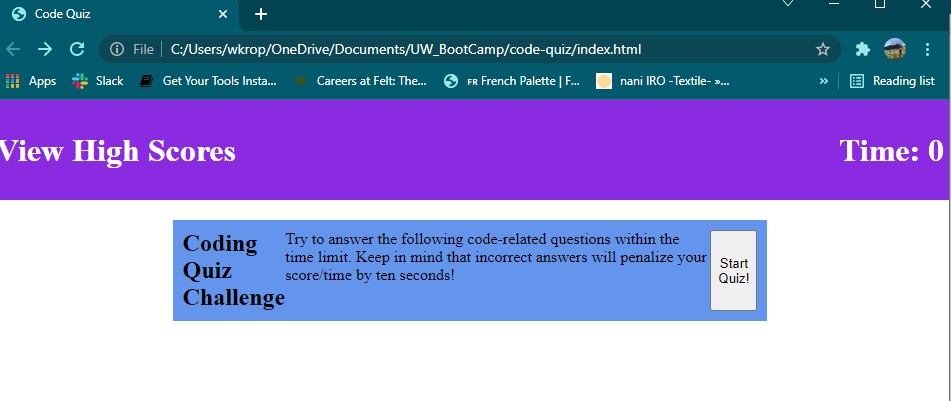 Code Quiz
File
C:/Users/wkrop/OneDrive/Documents/UW_BootCamp/code-quiz/index.html
Apps
Slack
Get Your Tools Insta...
Careers at Felt: The...
FR French Palette | F...
nani IRO -Textile- »...
»
Reading list
View High Scores
Time: 0
Coding
Quiz
Challenge
Try to answer the following code-related questions within the
time limit. Keep in mind that incorrect answers will penalize your
score/time by ten seconds!
Start
Quiz!